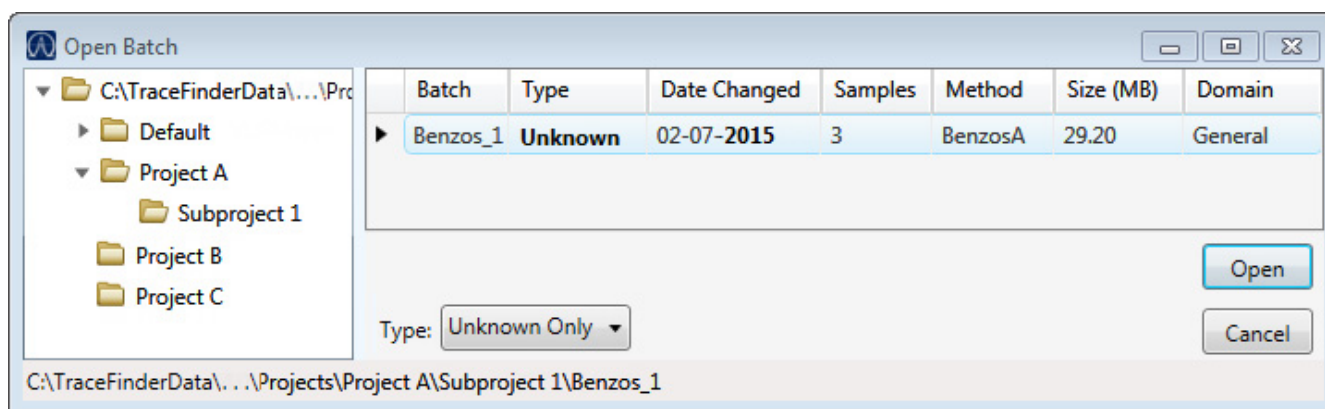 Open Batch
C:\TraceFinderData\...\Prc
Default
Project A
Subproject 1
Project B
Project C
Batch Type Date Changed Samples Method Size (MB) Domain
Benzos_1 Unknown 02-07-2015 3 BenzosA 29.20 General
Open
Type: Unknown Only
Cancel
C:\TraceFinderData\. . .\Projects\Project A\Subproject 1\Benzos_1